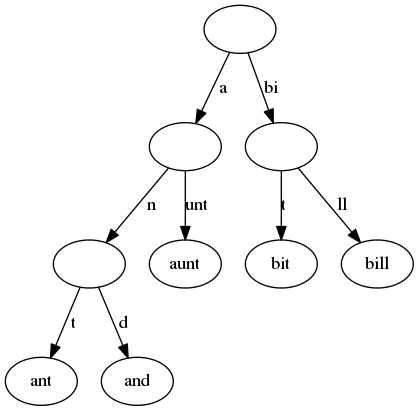 a bi
n unt t ll
aunt bit bill
t d
ant and